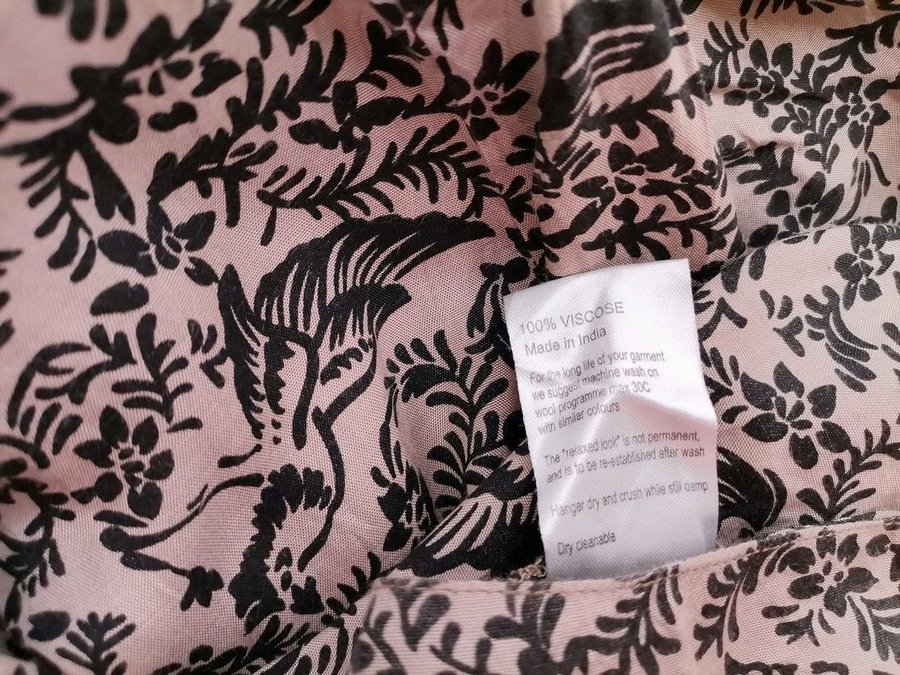 100% VISCOSE
Made in India
For the long life of your garment
we suggest machine wash on
wool programme max 30C
with similar colours
The "relaxed look" is not permanent,
and is to be re-established after wash
Hanger dry and crush while still damp
Dry cleanable